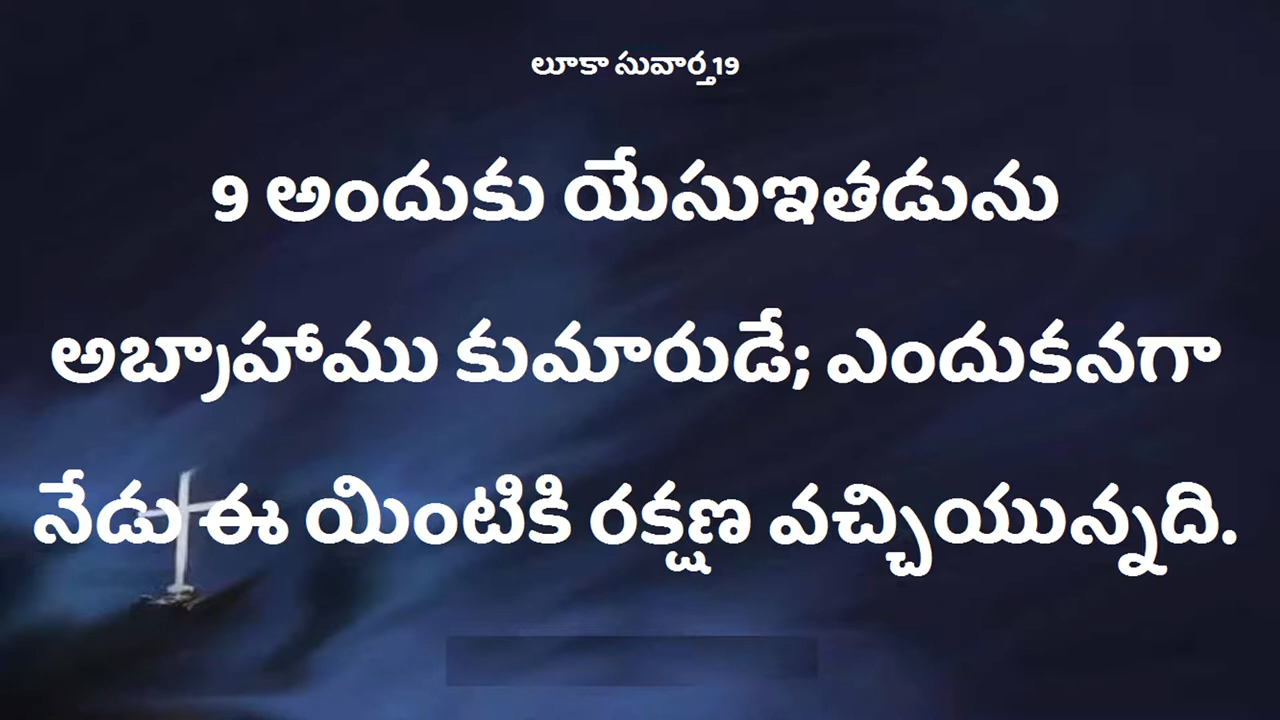 లూకా సువార్త19
9 అందుకు యేసుఇతడును
అబ్రాహాము కుమారుడే; ఎందుకనగా
నేడు ఈ యింటికి రక్షణ వచ్చియున్నది.